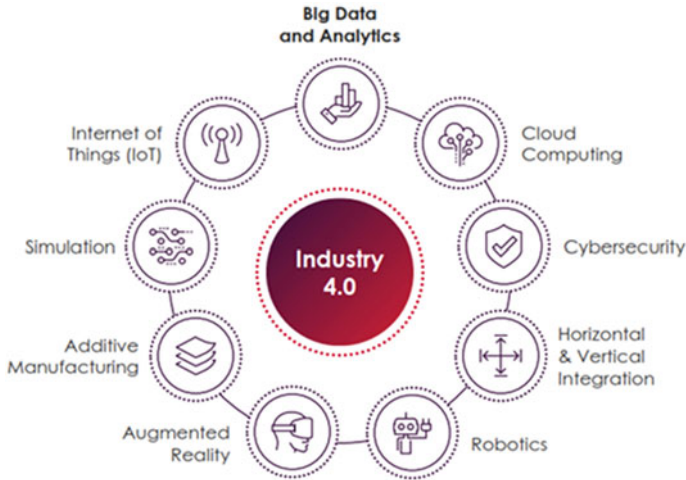 Big Data
and Analytics
Internet of
Things (IoT)
Cloud
Computing
Simulation
Cybersecurity
Industry
4.0
Additive
Manufacturing
Horizontal
& Vertical
Integration
Augmented
Reality
Robotics